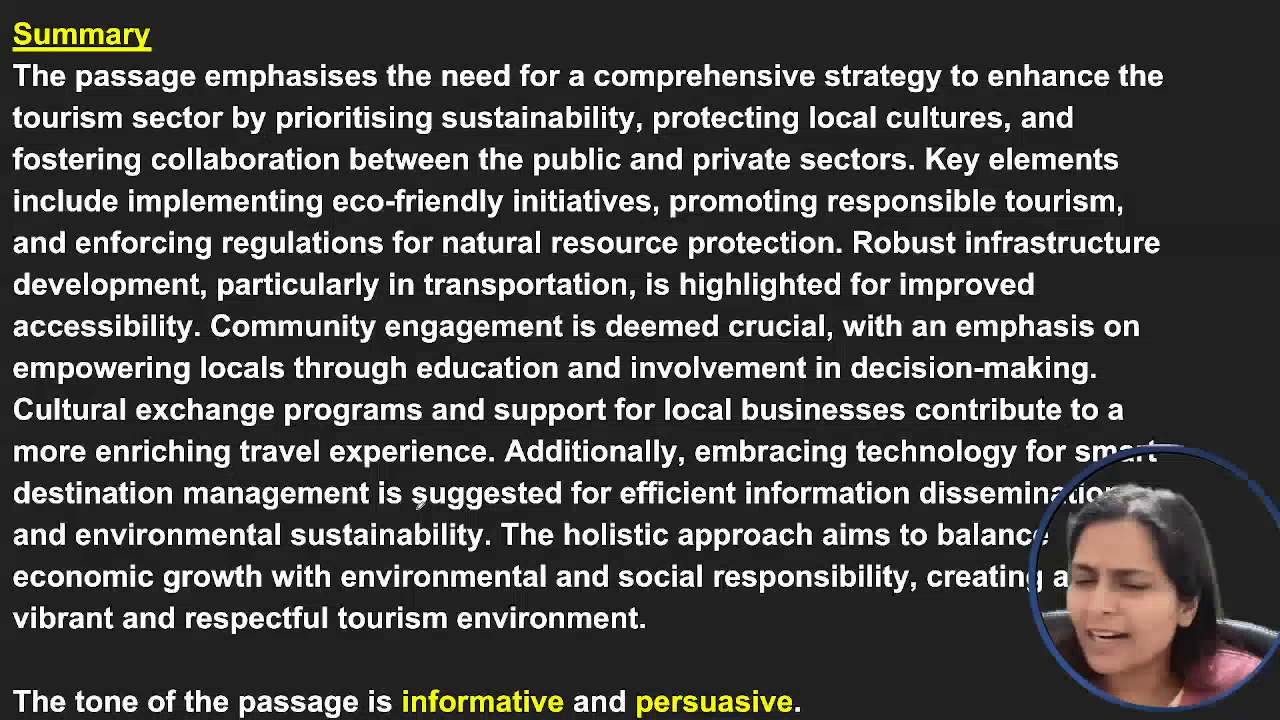 Summary
The passage emphasises the need for a comprehensive strategy to enhance the
tourism sector by prioritising sustainability, protecting local cultures, and
fostering collaboration between the public and private sectors. Key elements
include implementing eco-friendly initiatives, promoting responsible tourism,
and enforcing regulations for natural resource protection. Robust infrastructure
development, particularly in transportation, is highlighted for improved
accessibility. Community engagement is deemed crucial, with an emphasis on
empowering locals through education and involvement in decision-making.
Cultural exchange programs and support for local businesses contribute to a
more enriching travel experience. Additionally, embracing technology for smart
destination management is suggested for efficient information dissemination
and environmental sustainability. The holistic approach aims to balance
economic growth with environmental and social responsibility, creating a
vibrant and respectful tourism environment.
The tone of the passage is informative and persuasive.